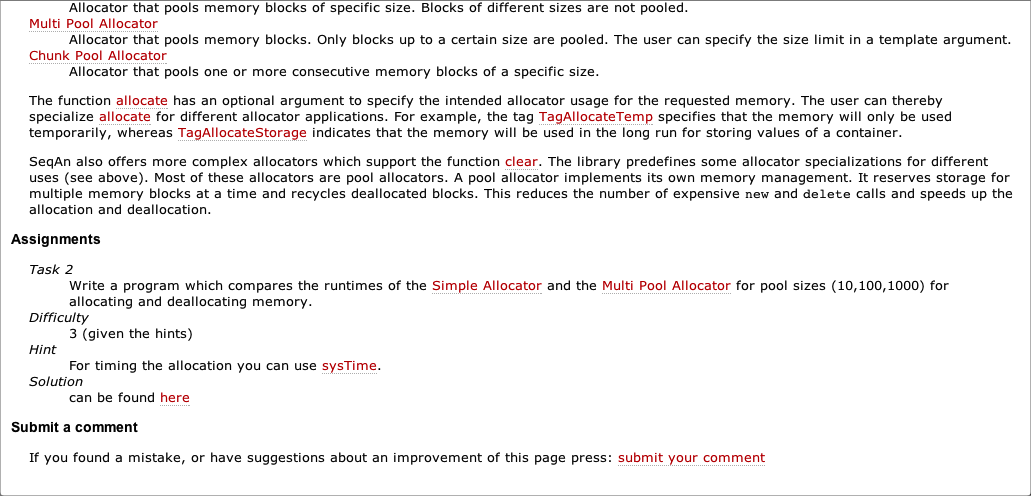 Allocator that pools memory blocks of specific size. Blocks of different sizes are not pooled.
Multi Pool Allocator
Allocator that pools memory blocks. Only blocks up to a certain size are pooled. The user can specify the size limit in a template argument.
Chunk Pool Allocator
Allocator that pools one or more consecutive memory blocks of a specific size.
The function allocate has an optional argument to specify the intended allocator usage for the requested memory. The user can thereby
specialize allocate for different allocator applications. For example, the tag TagAllocateTemp specifies that the memory will only be used
temporarily, whereas TagAllocateStorage indicates that the memory will be used in the long run for storing values of a container.
SeqAn also offers more complex allocators which support the function clear. The library predefines some allocator specializations for different
uses (see above). Most of these allocators are pool allocators. A pool allocator implements its own memory management. It reserves storage for
multiple memory blocks at a time and recycles deallocated blocks. This reduces the number of expensive new and delete calls and speeds up the
allocation and deallocation.
Assignments
Task 2
Write a program which compares the runtimes of the Simple Allocator and the Multi Pool Allocator for pool sizes (10,100,1000) for
allocating and deallocating memory.
Difficulty
3 (given the hints)
Hint
For timing the allocation you can use sysTime.
Solution
can be found here
Submit a comment
If you found a mistake, or have suggestions about an improvement of this page press: submit your comment